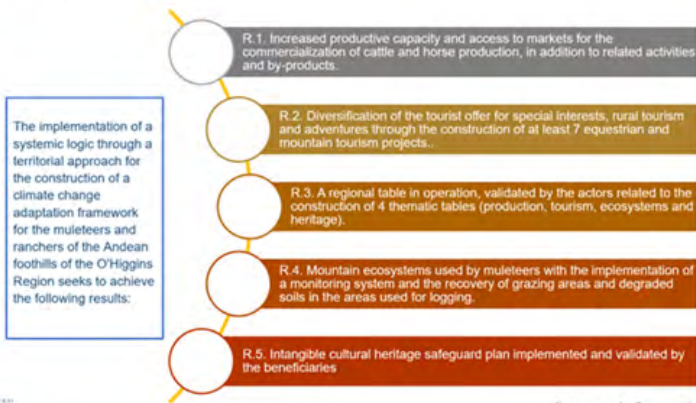 The implementation of a
systemic logic through a
territorial approach for
the construction of a
climate change
adaptation framework
for the muleteers and
ranchers of the Andean
foothills of the O'Higgins
Region seeks to achieve
the following results:
R.1. Increased productive capacity and access to markets for the
commercialization of cattle and horse production, in addition to related activities
and by-products.
R.2. Diversification of the tourist offer for special interests, rural tourism
and adventures through the construction of at least 7 equestrian and
mountain tourism projects..
R.3. A regional table in operation, validated by the actors related to the
construction of 4 thematic tables (production, tourism, ecosystems and
heritage).
R.4. Mountain ecosystems used by muleteers with the implementation of
a monitoring system and the recovery of grazing areas and degraded
soils in the areas used for logging.
R.5. Intangible cultural heritage safeguard plan implemented and validated by
the beneficiaries